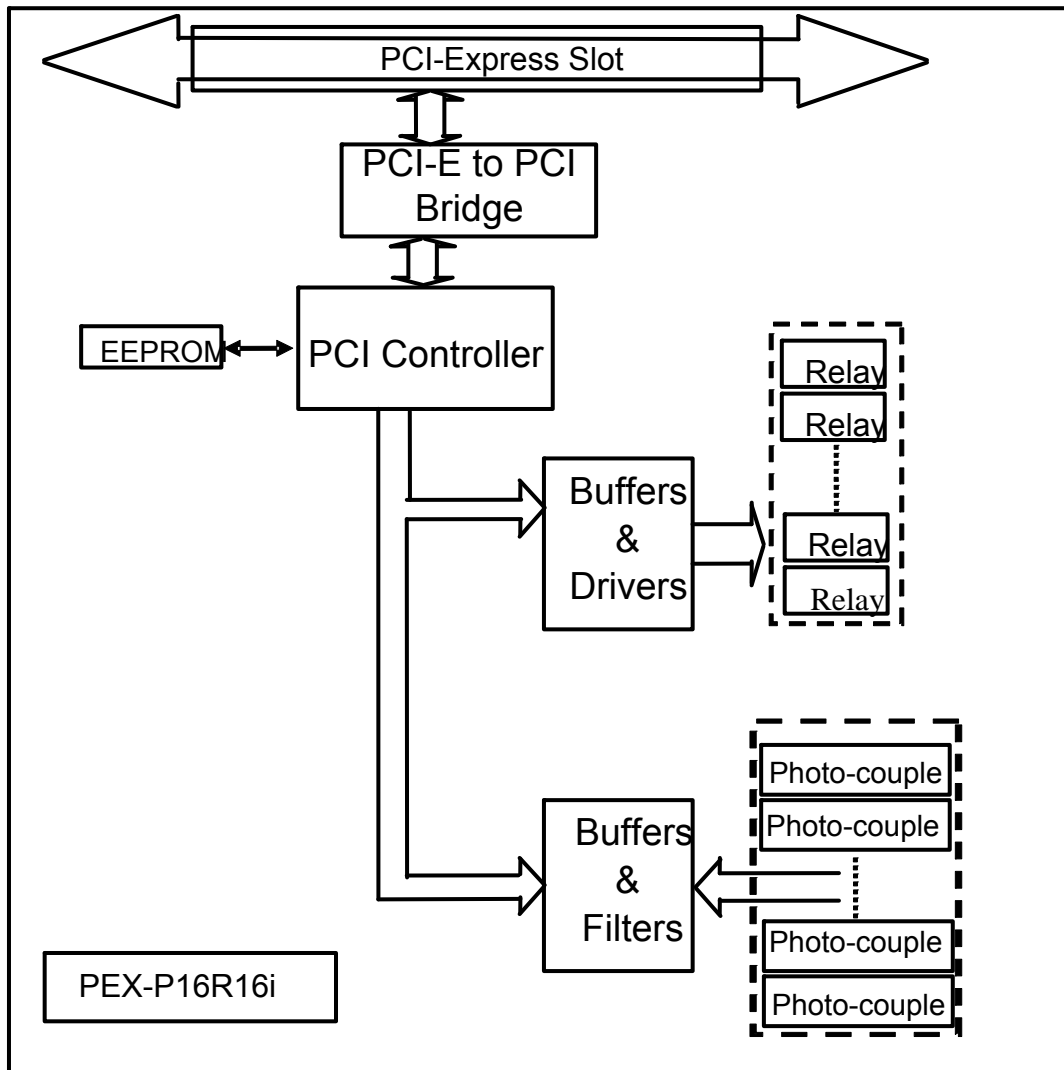 PCI-Express Slot
PCI-E to PCI
Bridge
EEPROM
PCI Controller
Relay
Relay
Relay
Relay
Buffers
&
Drivers
Photo-couple
Photo-couple
Photo-couple
Photo-couple
Buffers
&
Filters
PEX-P16R16i